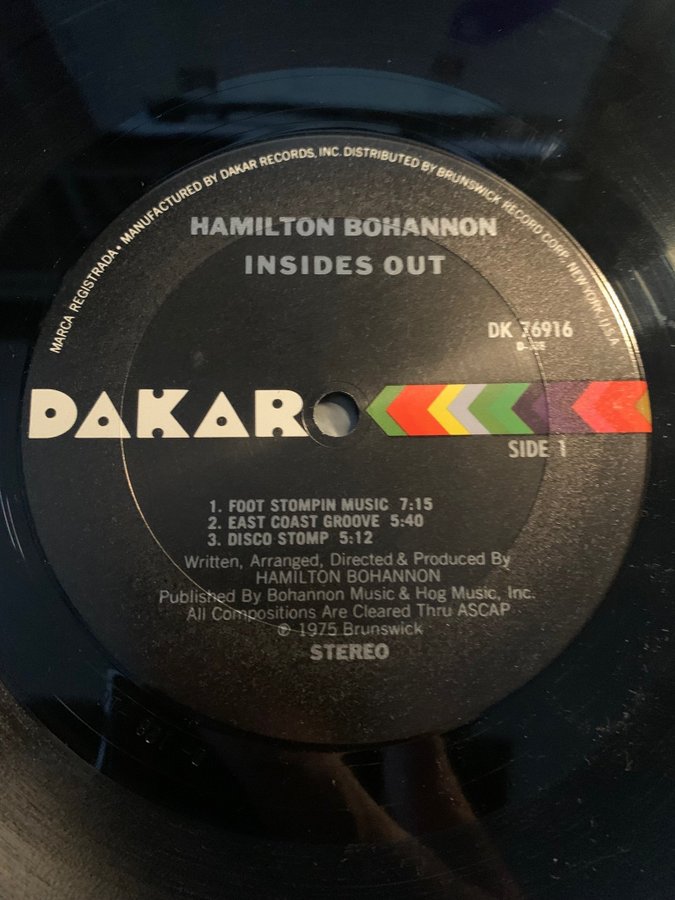 MARCA REGISTRADA • MANUFACTURED BY DAKAR RECORDS, INC. DISTRIBUTED BY BRUNSWICK RECORD CORP. NEW YORK, U.S.A
HAMILTON BOHANNON
INSIDES OUT
DK 76916
DAKAR
SIDE 1
1. FOOT STOMPIN MUSIC 7:15
2. EAST COAST GROOVE 5:40
3. DISCO STOMP 5:12
Written, Arranged, Directed & Produced By
HAMILTON BOHANNON
Published By Bohannon Music & Hog Music, Inc.
All Compositions Are Cleared Thru ASCAP
℗ 1975 Brunswick
STEREO